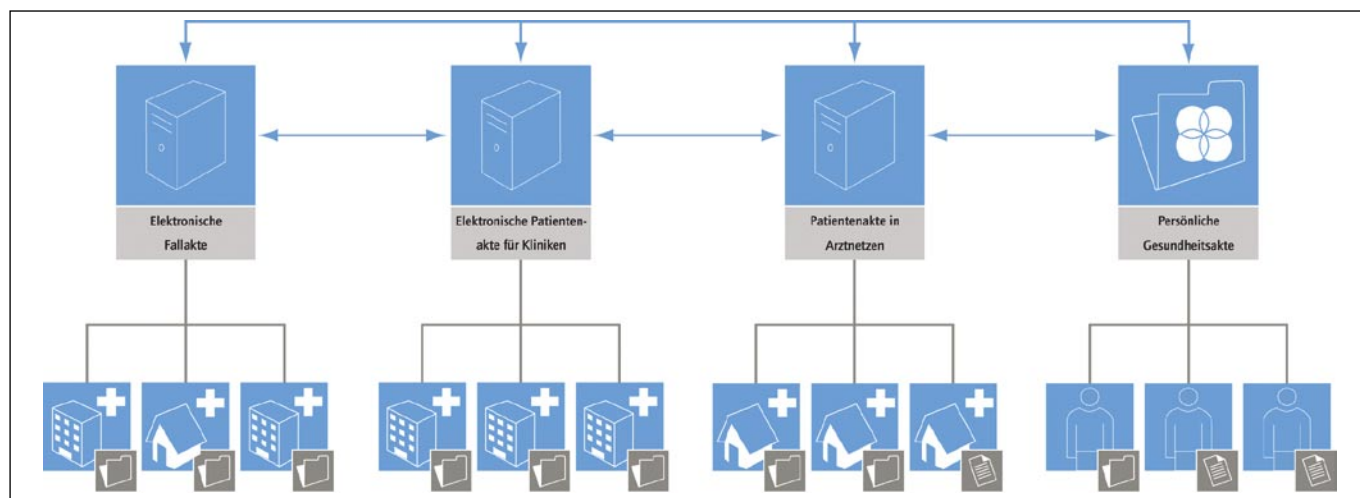 Elektronische
Fallakte
Elektronische Patienten-
akte für Kliniken
Patientenakte in
Arztnetzen
Persönliche
Gesundheitsakte